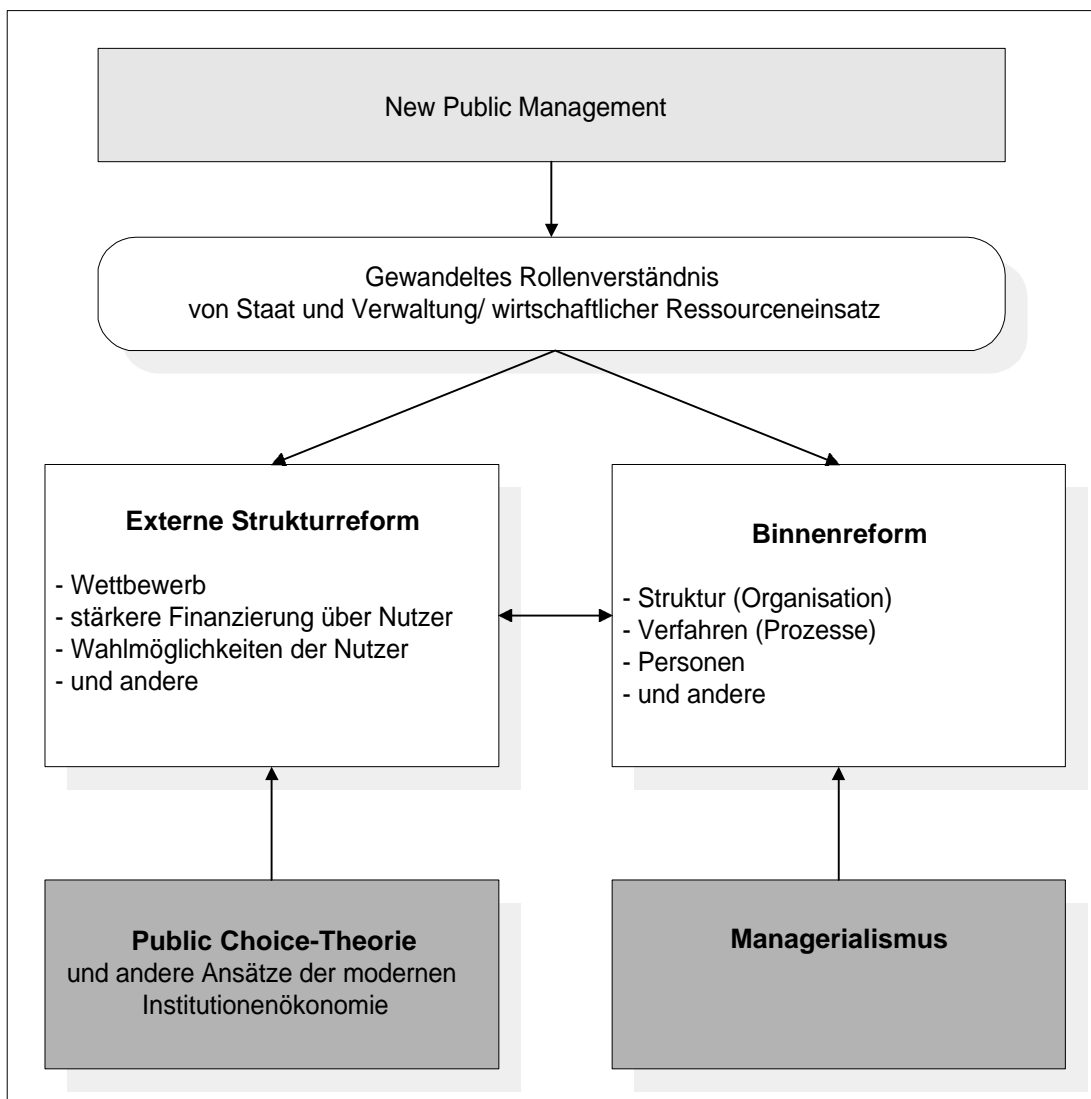 New Public Management
Gewandeltes Rollenverständnis
von Staat und Verwaltung/ wirtschaftlicher Ressourceneinsatz
Externe Strukturreform
- Wettbewerb
- stärkere Finanzierung über Nutzer
- Wahlmöglichkeiten der Nutzer
- und andere
Binnenreform
- Struktur (Organisation)
- Verfahren (Prozesse)
- Personen
- und andere
Public Choice-Theorie
und andere Ansätze der modernen
Institutionenökonomie
Managerialismus